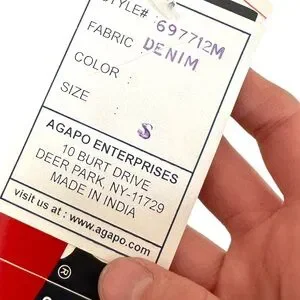 STYLE# : 697712M
FABRIC : DENIM
COLOR :
SIZE : S
AGAPO ENTERPRISES
10 BURT DRIVE
DEER PARK, NY-11729
MADE IN INDIA
visit us at : www.agapo.com
®